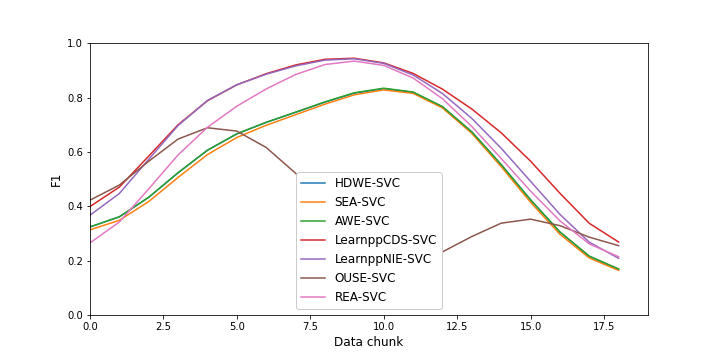 1.0
0.8
0.6
0.4
0.2
0.0
F1
0.0 2.5 5.0 7.5 10.0 12.5 15.0 17.5
Data chunk
HDWE-SVC
SEA-SVC
AWE-SVC
LearnppCDS-SVC
LearnppNIE-SVC
OUSE-SVC
REA-SVC